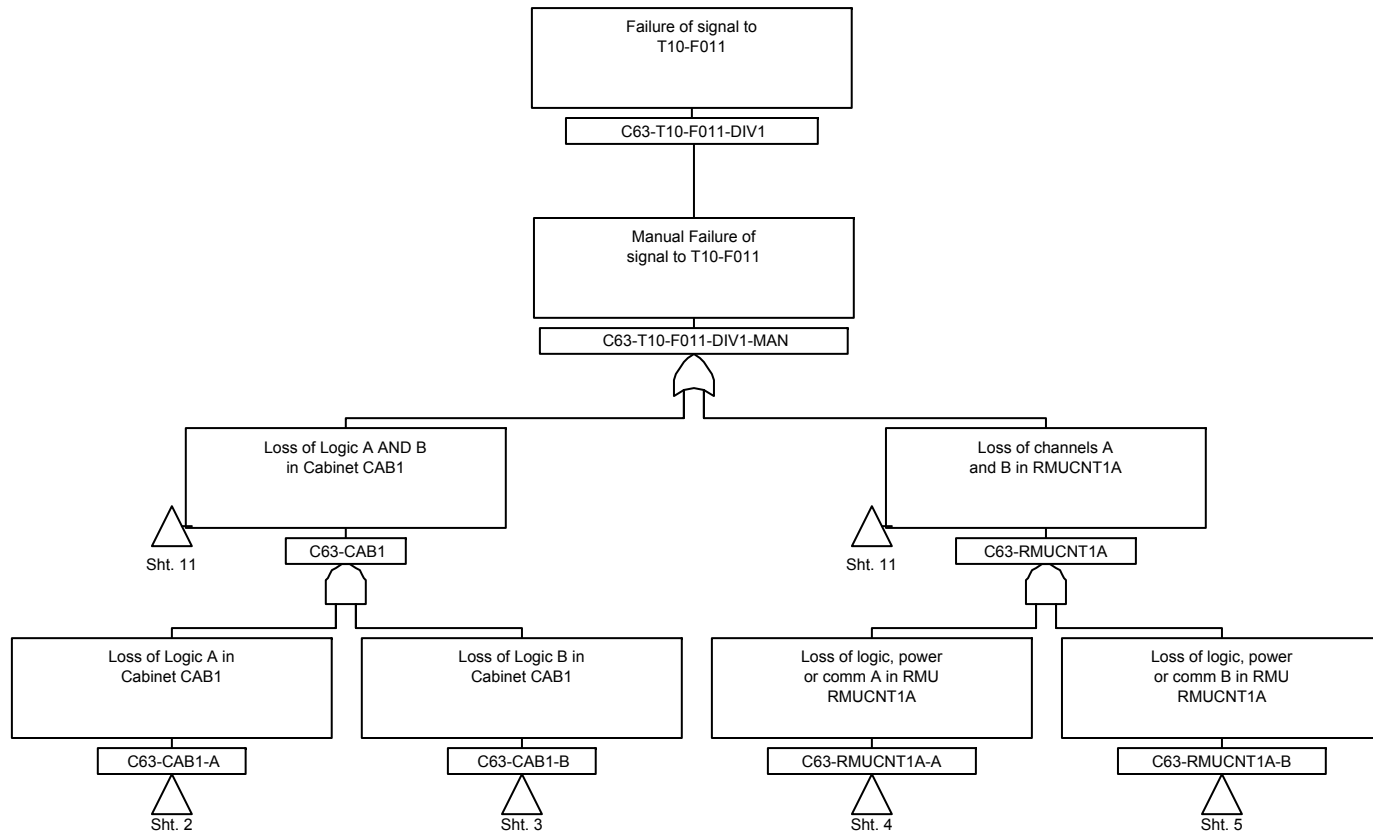 Failure of signal to
T10-F011
C63-T10-F011-DIV1
Manual Failure of
signal to T10-F011
C63-T10-F011-DIV1-MAN
Loss of Logic A AND B
in Cabinet CAB1
Sht. 11
C63-CAB1
Loss of channels A
and B in RMUCNT1A
Sht. 11
C63-RMUCNT1A
Loss of Logic A in
Cabinet CAB1
C63-CAB1-A
Sht. 2
Loss of Logic B in
Cabinet CAB1
C63-CAB1-B
Sht. 3
Loss of logic, power
or comm A in RMU
RMUCNT1A
C63-RMUCNT1A-A
Sht. 4
Loss of logic, power
or comm B in RMU
RMUCNT1A
C63-RMUCNT1A-B
Sht. 5